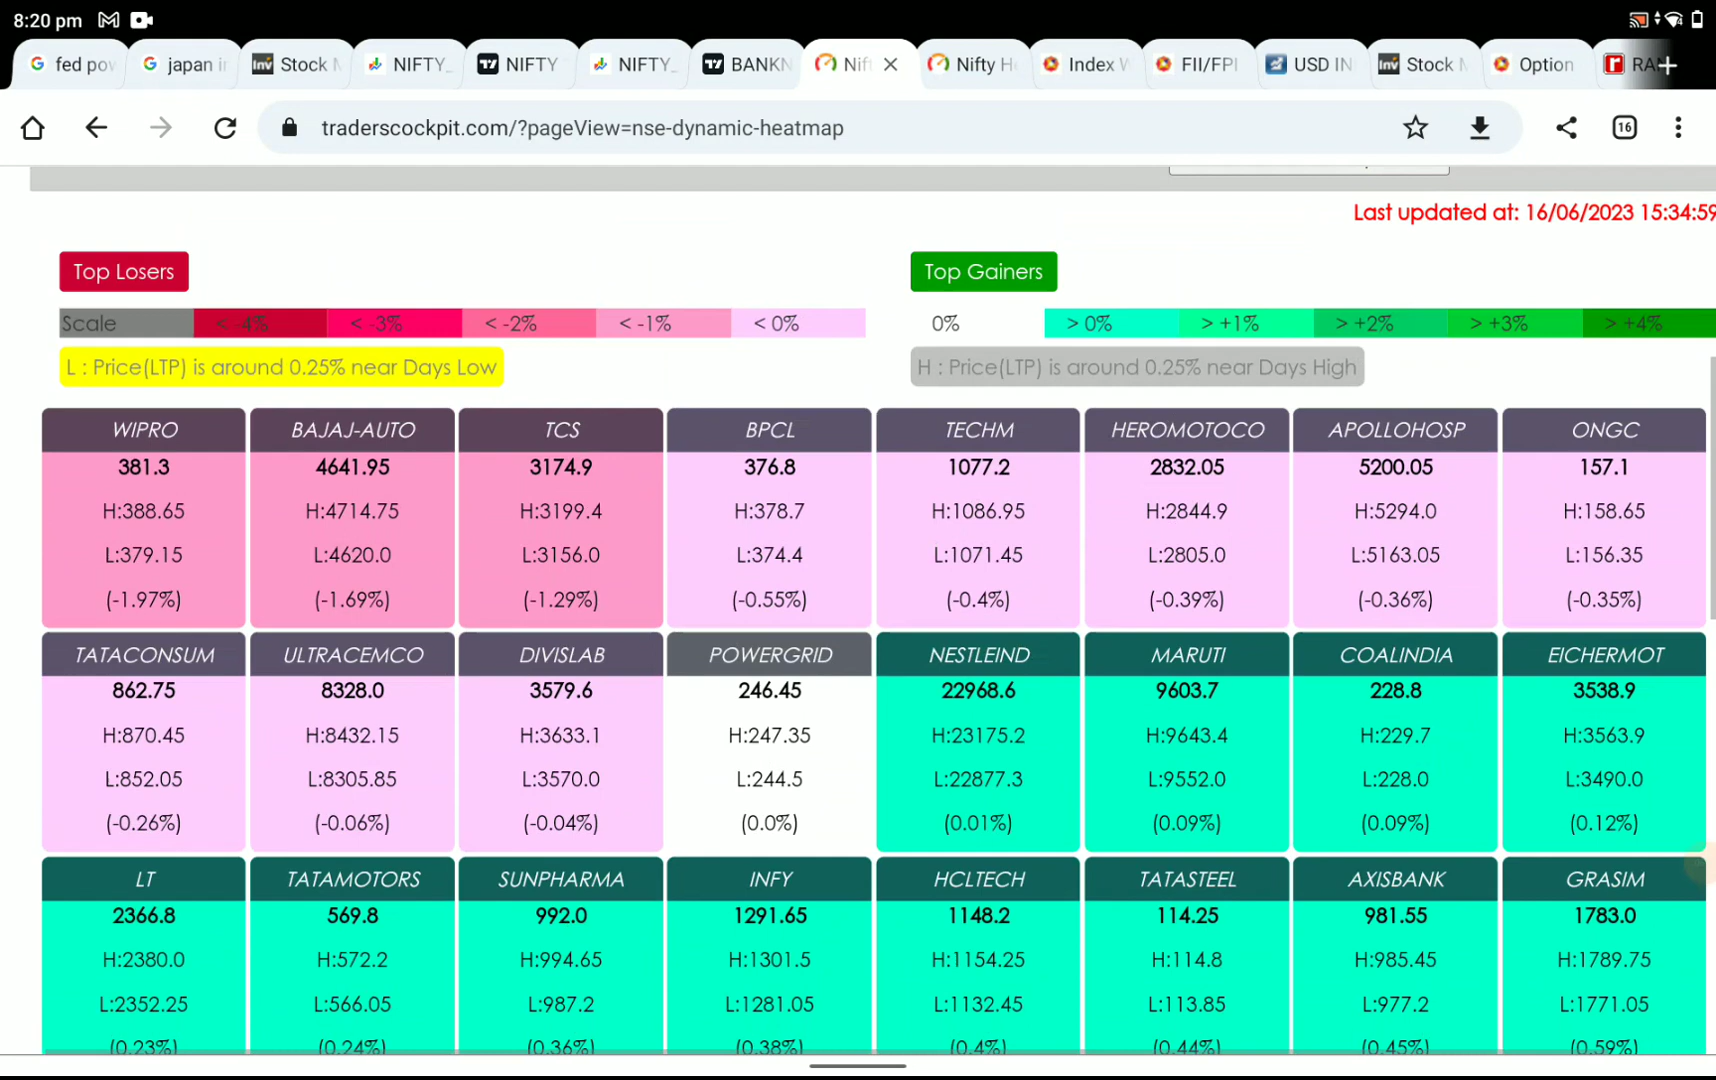 8:20 pm
fed pow
japan in
Stock M
NIFTY_
NIFTY
NIFTY_
BANKN
Nif
Nifty H
Index W
FII/FPI
USD IN
Stock M
Option
RAN
traderscockpit.com/?pageView=nse-dynamic-heatmap
16
Last updated at: 16/06/2023 15:34:59
Top Losers
Top Gainers
Scale < -4% < -3% < -2% < -1% < 0%
0% > 0% > +1% > +2% > +3% > +4%
L : Price(LTP) is around 0.25% near Days Low
H : Price(LTP) is around 0.25% near Days High
WIPRO BAJAJ-AUTO TCS BPCL TECHM HEROMOTOCO APOLLOHOSP ONGC
381.3 4641.95 3174.9 376.8 1077.2 2832.05 5200.05 157.1
H:388.65 H:4714.75 H:3199.4 H:378.7 H:1086.95 H:2844.9 H:5294.0 H:158.65
L:379.15 L:4620.0 L:3156.0 L:374.4 L:1071.45 L:2805.0 L:5163.05 L:156.35
(-1.97%) (-1.69%) (-1.29%) (-0.55%) (-0.4%) (-0.39%) (-0.36%) (-0.35%)
TATACONSUM ULTRACEMCO DIVISLAB POWERGRID NESTLEIND MARUTI COALINDIA EICHERMOT
862.75 8328.0 3579.6 246.45 22968.6 9603.7 228.8 3538.9
H:870.45 H:8432.15 H:3633.1 H:247.35 H:23175.2 H:9643.4 H:229.7 H:3563.9
L:852.05 L:8305.85 L:3570.0 L:244.5 L:22877.3 L:9552.0 L:228.0 L:3490.0
(-0.26%) (-0.06%) (-0.04%) (0.0%) (0.01%) (0.09%) (0.09%) (0.12%)
LT TATAMOTORS SUNPHARMA INFY HCLTECH TATASTEEL AXISBANK GRASIM
2366.8 569.8 992.0 1291.65 1148.2 114.25 981.55 1783.0
H:2380.0 H:572.2 H:994.65 H:1301.5 H:1154.25 H:114.8 H:985.45 H:1789.75
L:2352.25 L:566.05 L:987.2 L:1281.05 L:1132.45 L:113.85 L:977.2 L:1771.05
(0.23%) (0.24%) (0.36%) (0.38%) (0.4%) (0.44%) (0.45%) (0.59%)